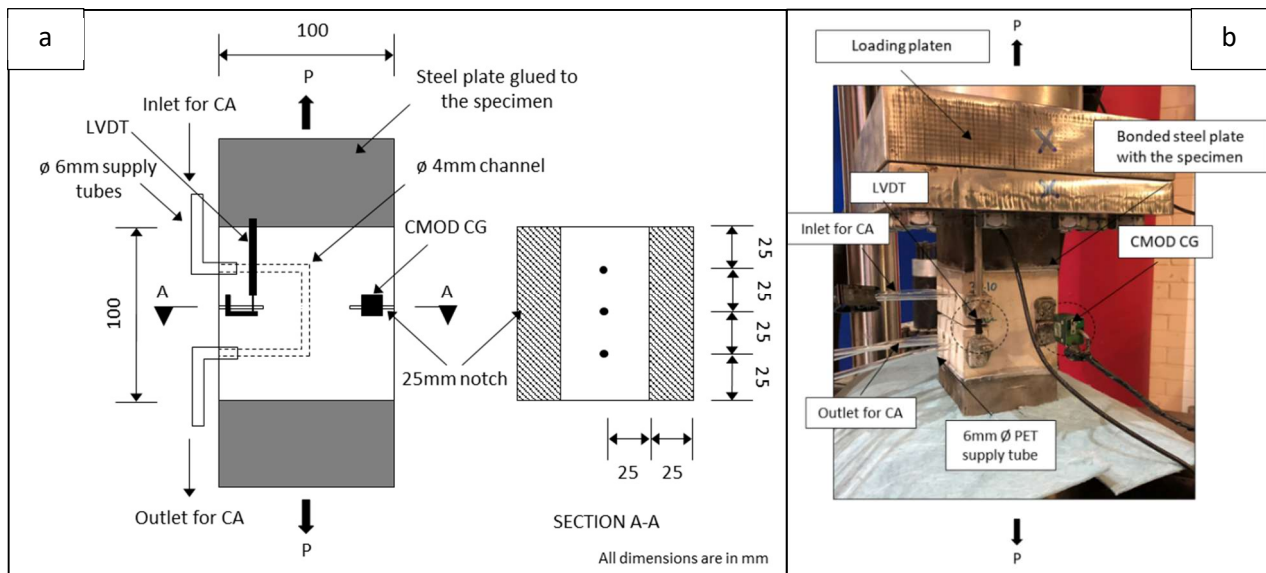 a
100
P
Steel plate glued to
the specimen
Inlet for CA
LVDT
ø 6mm supply
tubes
ø 4mm channel
CMOD CG
A
A
100
25mm notch
25
25
25
25
25
25
Outlet for CA
P
SECTION A-A
All dimensions are in mm
b
P
Loading platen
Bonded steel plate
with the specimen
LVDT
Inlet for CA
CMOD CG
Outlet for CA
6mm Ø PET
supply tube
P